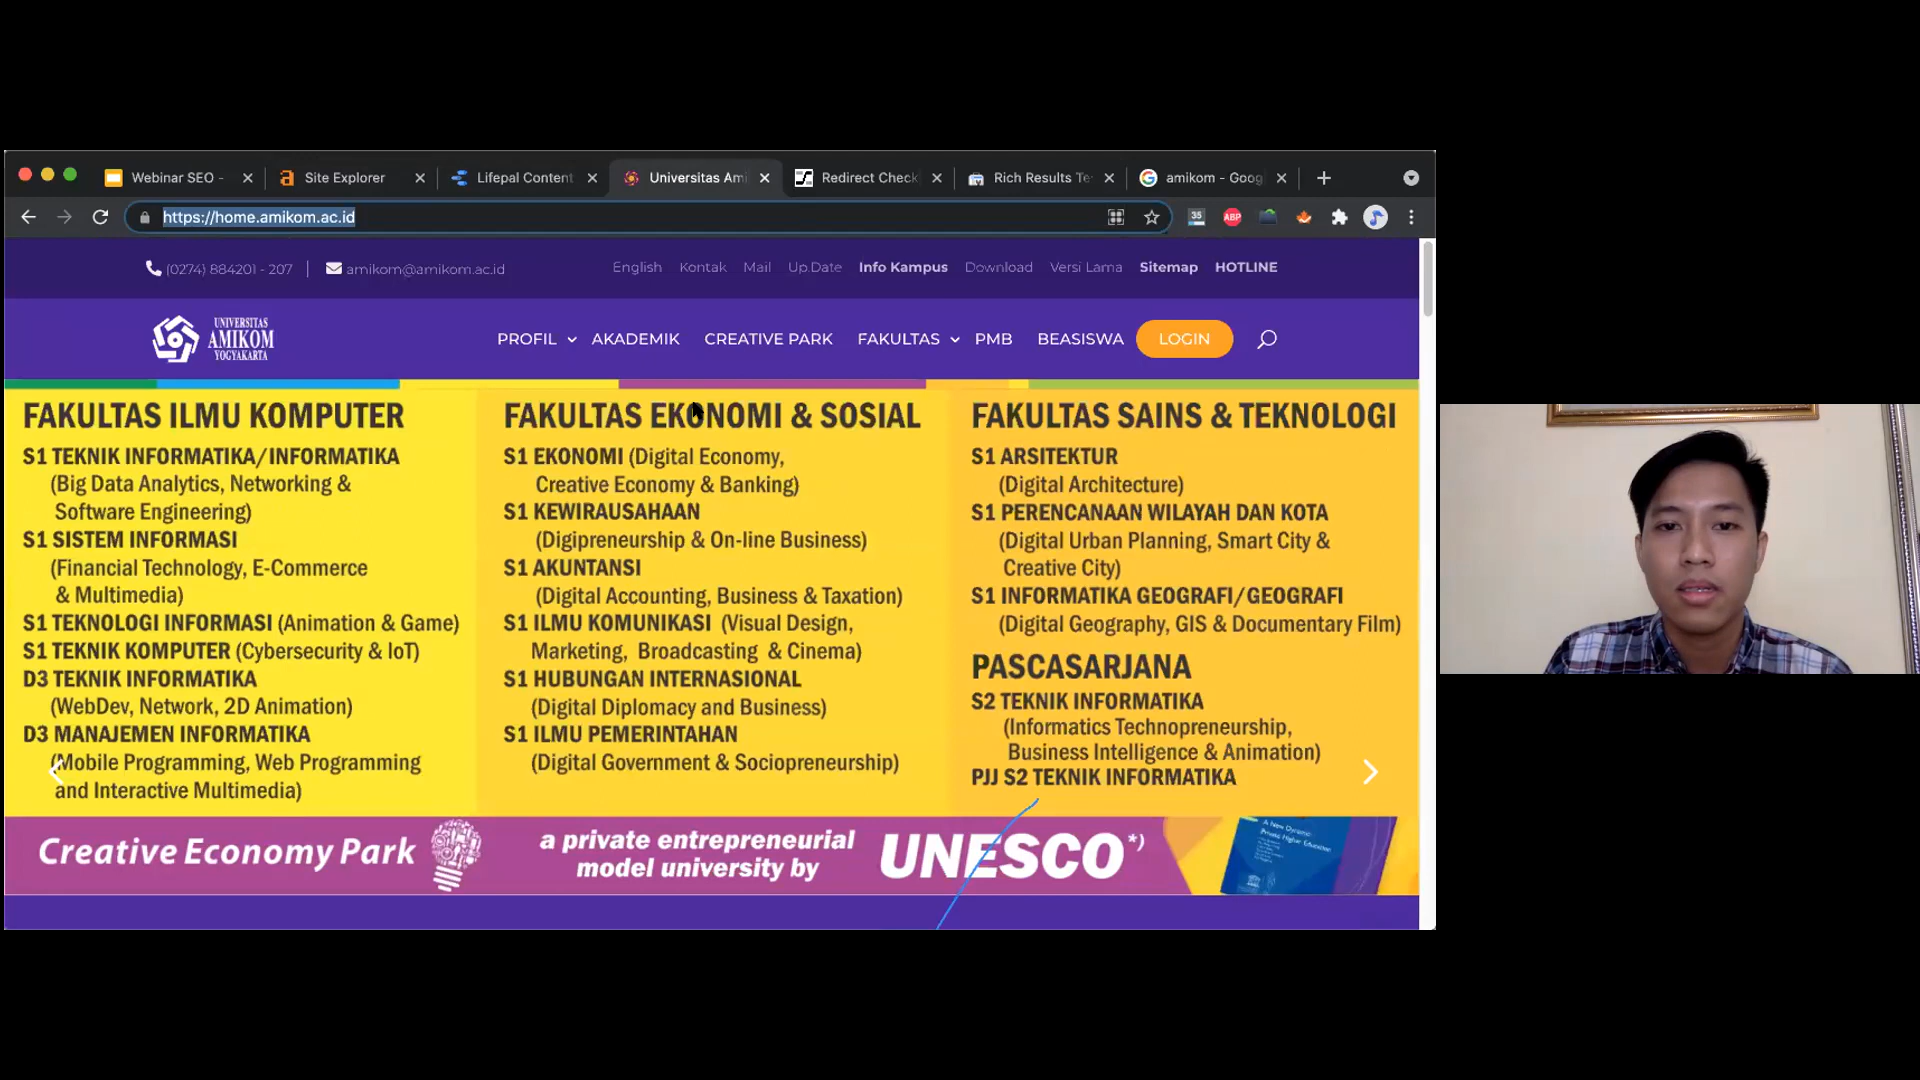 Webinar SEO -
Site Explorer
Lifepal Content
Universitas Ami
Redirect Check
Rich Results Te
amikom - Goog
https://home.amikom.ac.id
35
ABP
(0274) 884201 - 207
amikom@amikom.ac.id
English
Kontak
Mail
Up.Date
Info Kampus
Download
Versi Lama
Sitemap
HOTLINE
UNIVERSITAS
AMIKOM
YOGYAKARTA
PROFIL
AKADEMIK
CREATIVE PARK
FAKULTAS
PMB
BEASISWA
LOGIN
FAKULTAS ILMU KOMPUTER
S1 TEKNIK INFORMATIKA/INFORMATIKA
(Big Data Analytics, Networking &
Software Engineering)
S1 SISTEM INFORMASI
(Financial Technology, E-Commerce
& Multimedia)
S1 TEKNOLOGI INFORMASI (Animation & Game)
S1 TEKNIK KOMPUTER (Cybersecurity & IoT)
D3 TEKNIK INFORMATIKA
(WebDev, Network, 2D Animation)
D3 MANAJEMEN INFORMATIKA
(Mobile Programming, Web Programming
and Interactive Multimedia)
FAKULTAS EKONOMI & SOSIAL
S1 EKONOMI (Digital Economy,
Creative Economy & Banking)
S1 KEWIRAUSAHAAN
(Digipreneurship & On-line Business)
S1 AKUNTANSI
(Digital Accounting, Business & Taxation)
S1 ILMU KOMUNIKASI (Visual Design,
Marketing, Broadcasting & Cinema)
S1 HUBUNGAN INTERNASIONAL
(Digital Diplomacy and Business)
S1 ILMU PEMERINTAHAN
(Digital Government & Sociopreneurship)
FAKULTAS SAINS & TEKNOLOGI
S1 ARSITEKTUR
(Digital Architecture)
S1 PERENCANAAN WILAYAH DAN KOTA
(Digital Urban Planning, Smart City &
Creative City)
S1 INFORMATIKA GEOGRAFI/GEOGRAFI
(Digital Geography, GIS & Documentary Film)
PASCASARJANA
S2 TEKNIK INFORMATIKA
(Informatics Technopreneurship,
Business Intelligence & Animation)
PJJ S2 TEKNIK INFORMATIKA
Creative Economy Park
a private entrepreneurial
model university by
UNESCO*)
A New Dynamic:
Private Higher Education